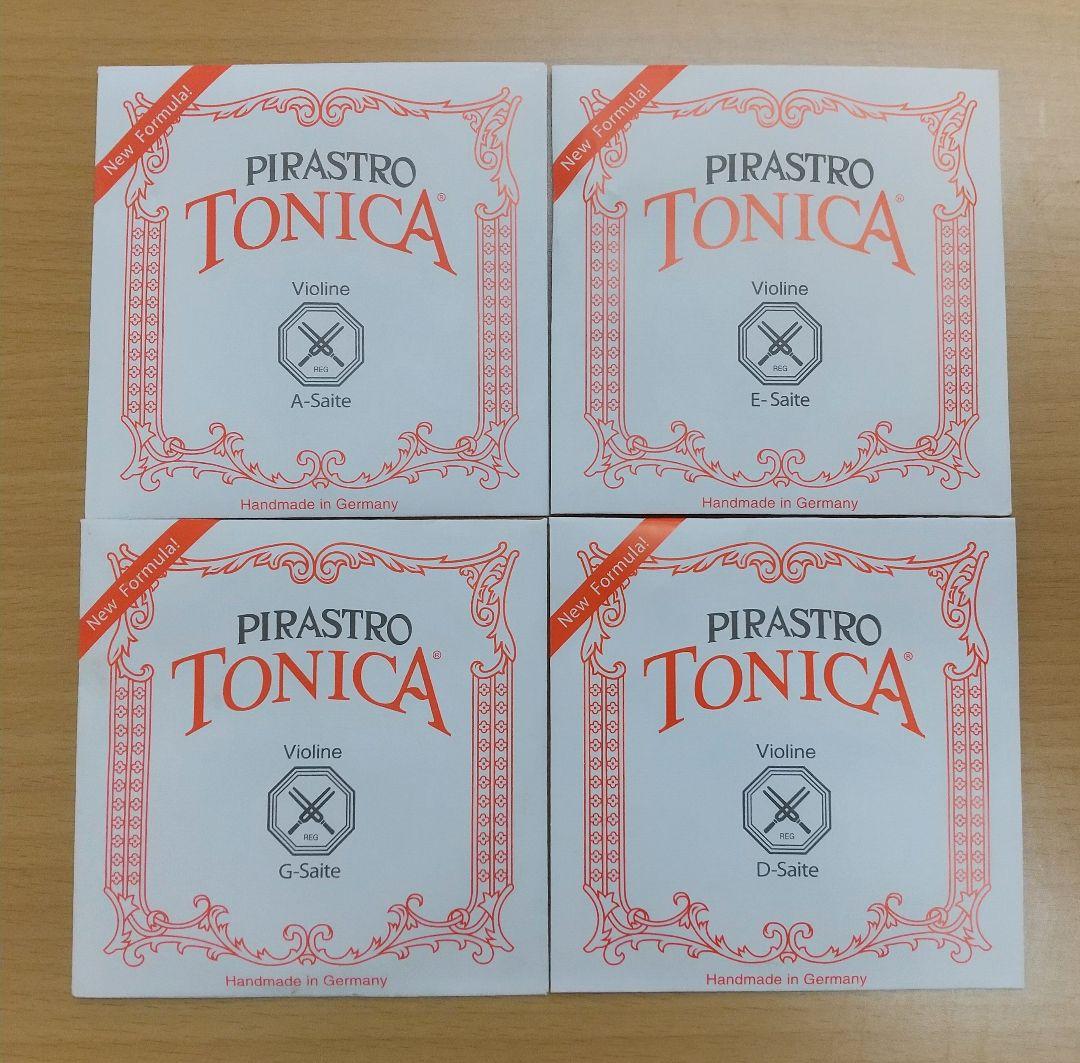 New Formula!
PIRASTRO
TONICA®
Violine
REG
A-Saite
Handmade in Germany
New Formula!
PIRASTRO
TONICA®
Violine
REG
E-Saite
Handmade in Germany
New Formula!
PIRASTRO
TONICA®
Violine
REG
G-Saite
Handmade in Germany
New Formula!
PIRASTRO
TONICA®
Violine
REG
D-Saite
Handmade in Germany